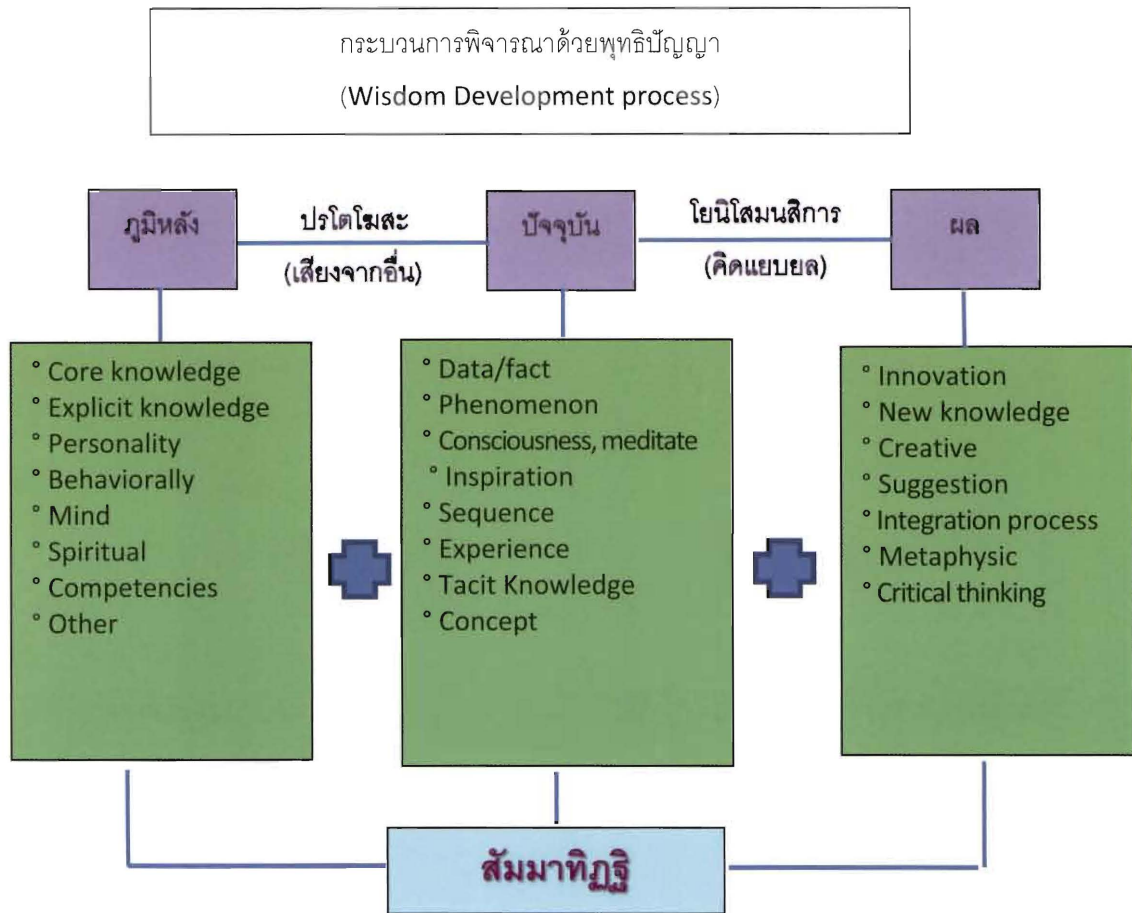 กระบวนการพิจารณาด้วยพุทธิปัญญา
(Wisdom Development process)
ภูมิหลัง
ปรโตโฆสะ
(เสียงจากอื่น)
ปัจจุบัน
โยนิโสมนสิการ
(คิดแยบยล)
ผล
° Core knowledge
° Explicit knowledge
° Personality
° Behaviorally
° Mind
° Spiritual
° Competencies
° Other
° Data/fact
° Phenomenon
° Consciousness, meditate
° Inspiration
° Sequence
° Experience
° Tacit Knowledge
° Concept
° Innovation
° New knowledge
° Creative
° Suggestion
° Integration process
° Metaphysic
° Critical thinking
สัมมาทิฏฐิ